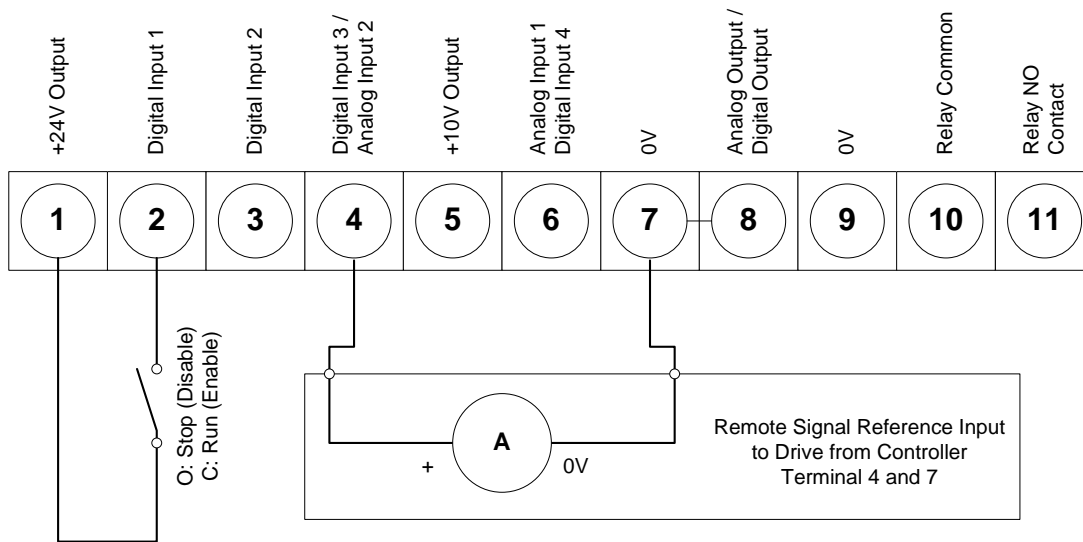 +24V Output
Digital Input 1
Digital Input 2
Digital Input 3 /
Analog Input 2
+10V Output
Analog Input 1
Digital Input 4
0V
Analog Output /
Digital Output
0V
Relay Common
Relay NO
Contact
1
2
3
4
5
6
7
8
9
10
11
O: Stop (Disable)
C: Run (Enable)
A
+
0V
Remote Signal Reference Input
to Drive from Controller
Terminal 4 and 7